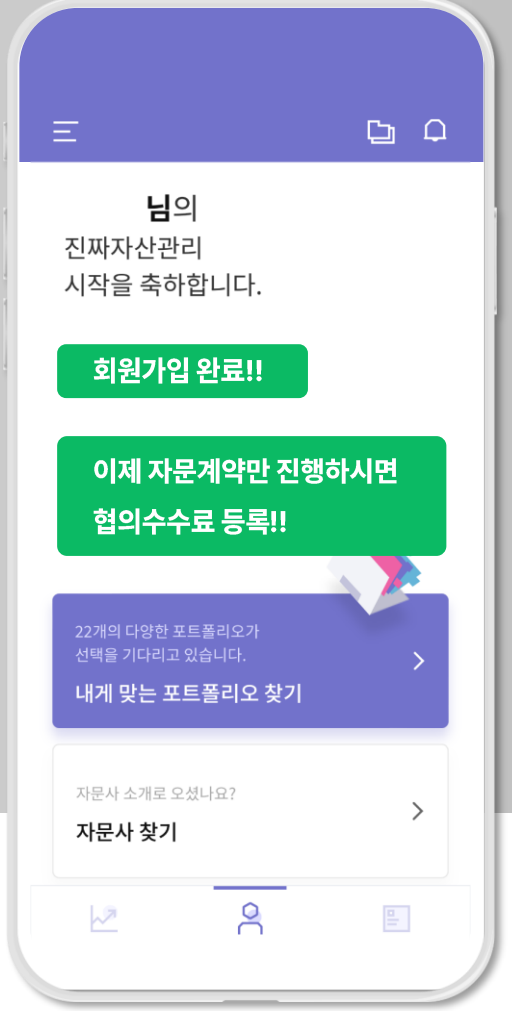 님의
진짜자산관리
시작을 축하합니다.
회원가입 완료!!
이제 자문계약만 진행하시면
협의수수료 등록!!
22개의 다양한 포트폴리오가
선택을 기다리고 있습니다.
내게 맞는 포트폴리오 찾기
자문사 소개로 오셨나요?
자문사 찾기